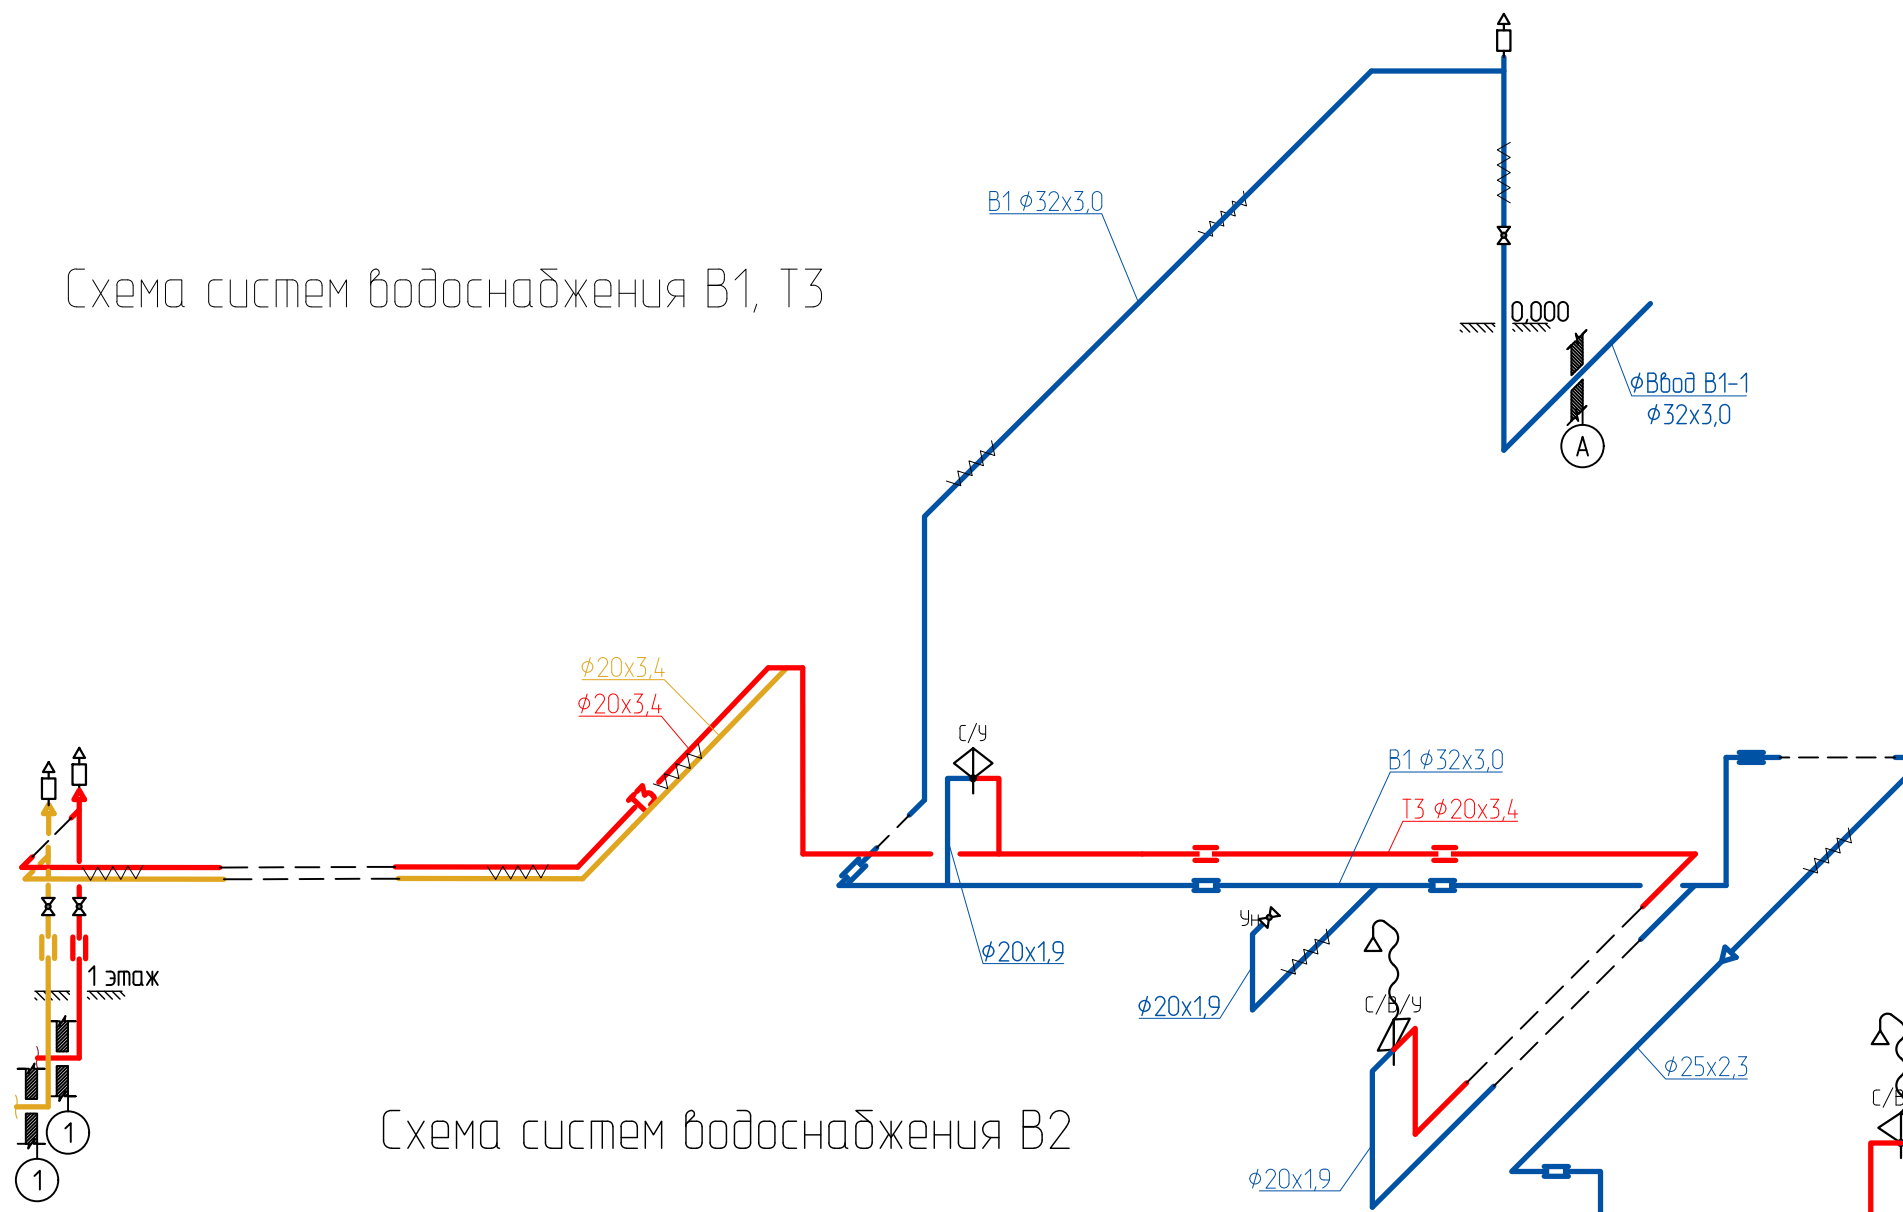 В1 ф32х3,0
Схема систем водоснабжения В1, Т3
0,000
фВвод В1-1
ф32х3,0
А
ф20х3,4
ф20х3,4
Т3
С/У
В1 ф32х3,0
Т3 ф20х3,4
Ун
ф20х1,9
ф20х1,9
1 этаж
С/В/У
ф25х2,3
С/В
1
Схема систем водоснабжения В2
1
ф20х1,9